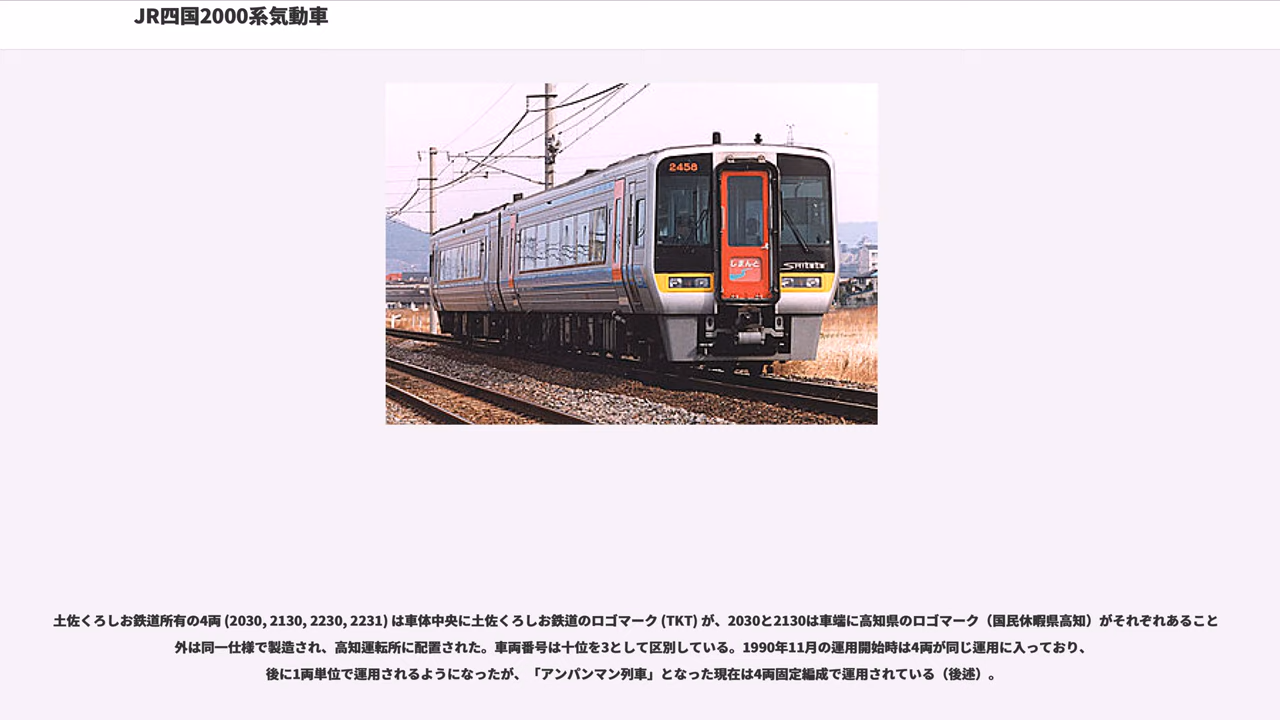 JR四国2000系気動車
2458
しまんと
土佐くろしお鉄道所有の4両 (2030, 2130, 2230, 2231) は車体中央に土佐くろしお鉄道のロゴマーク (TKT) が、2030と2130は車端に高知県のロゴマーク（国民休暇県高知）がそれぞれあること
外は同一仕様で製造され、高知運転所に配置された。車両番号は十位を3として区別している。1990年11月の運用開始時は4両が同じ運用に入っており、
後に1両単位で運用されるようになったが、「アンパンマン列車」となった現在は4両固定編成で運用されている（後述）。